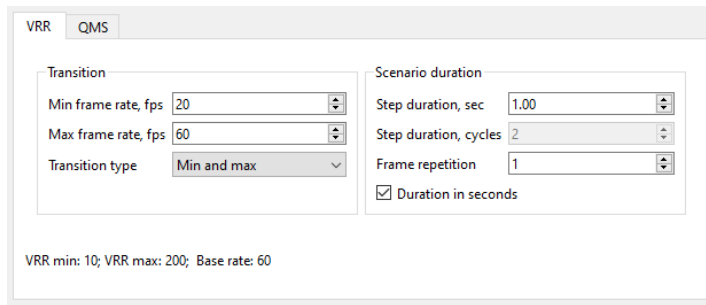 VRR QMS
Transition
Min frame rate, fps 20
Max frame rate, fps 60
Transition type Min and max
Scenario duration
Step duration, sec 1.00
Step duration, cycles 2
Frame repetition 1
Duration in seconds
VRR min: 10; VRR max: 200; Base rate: 60